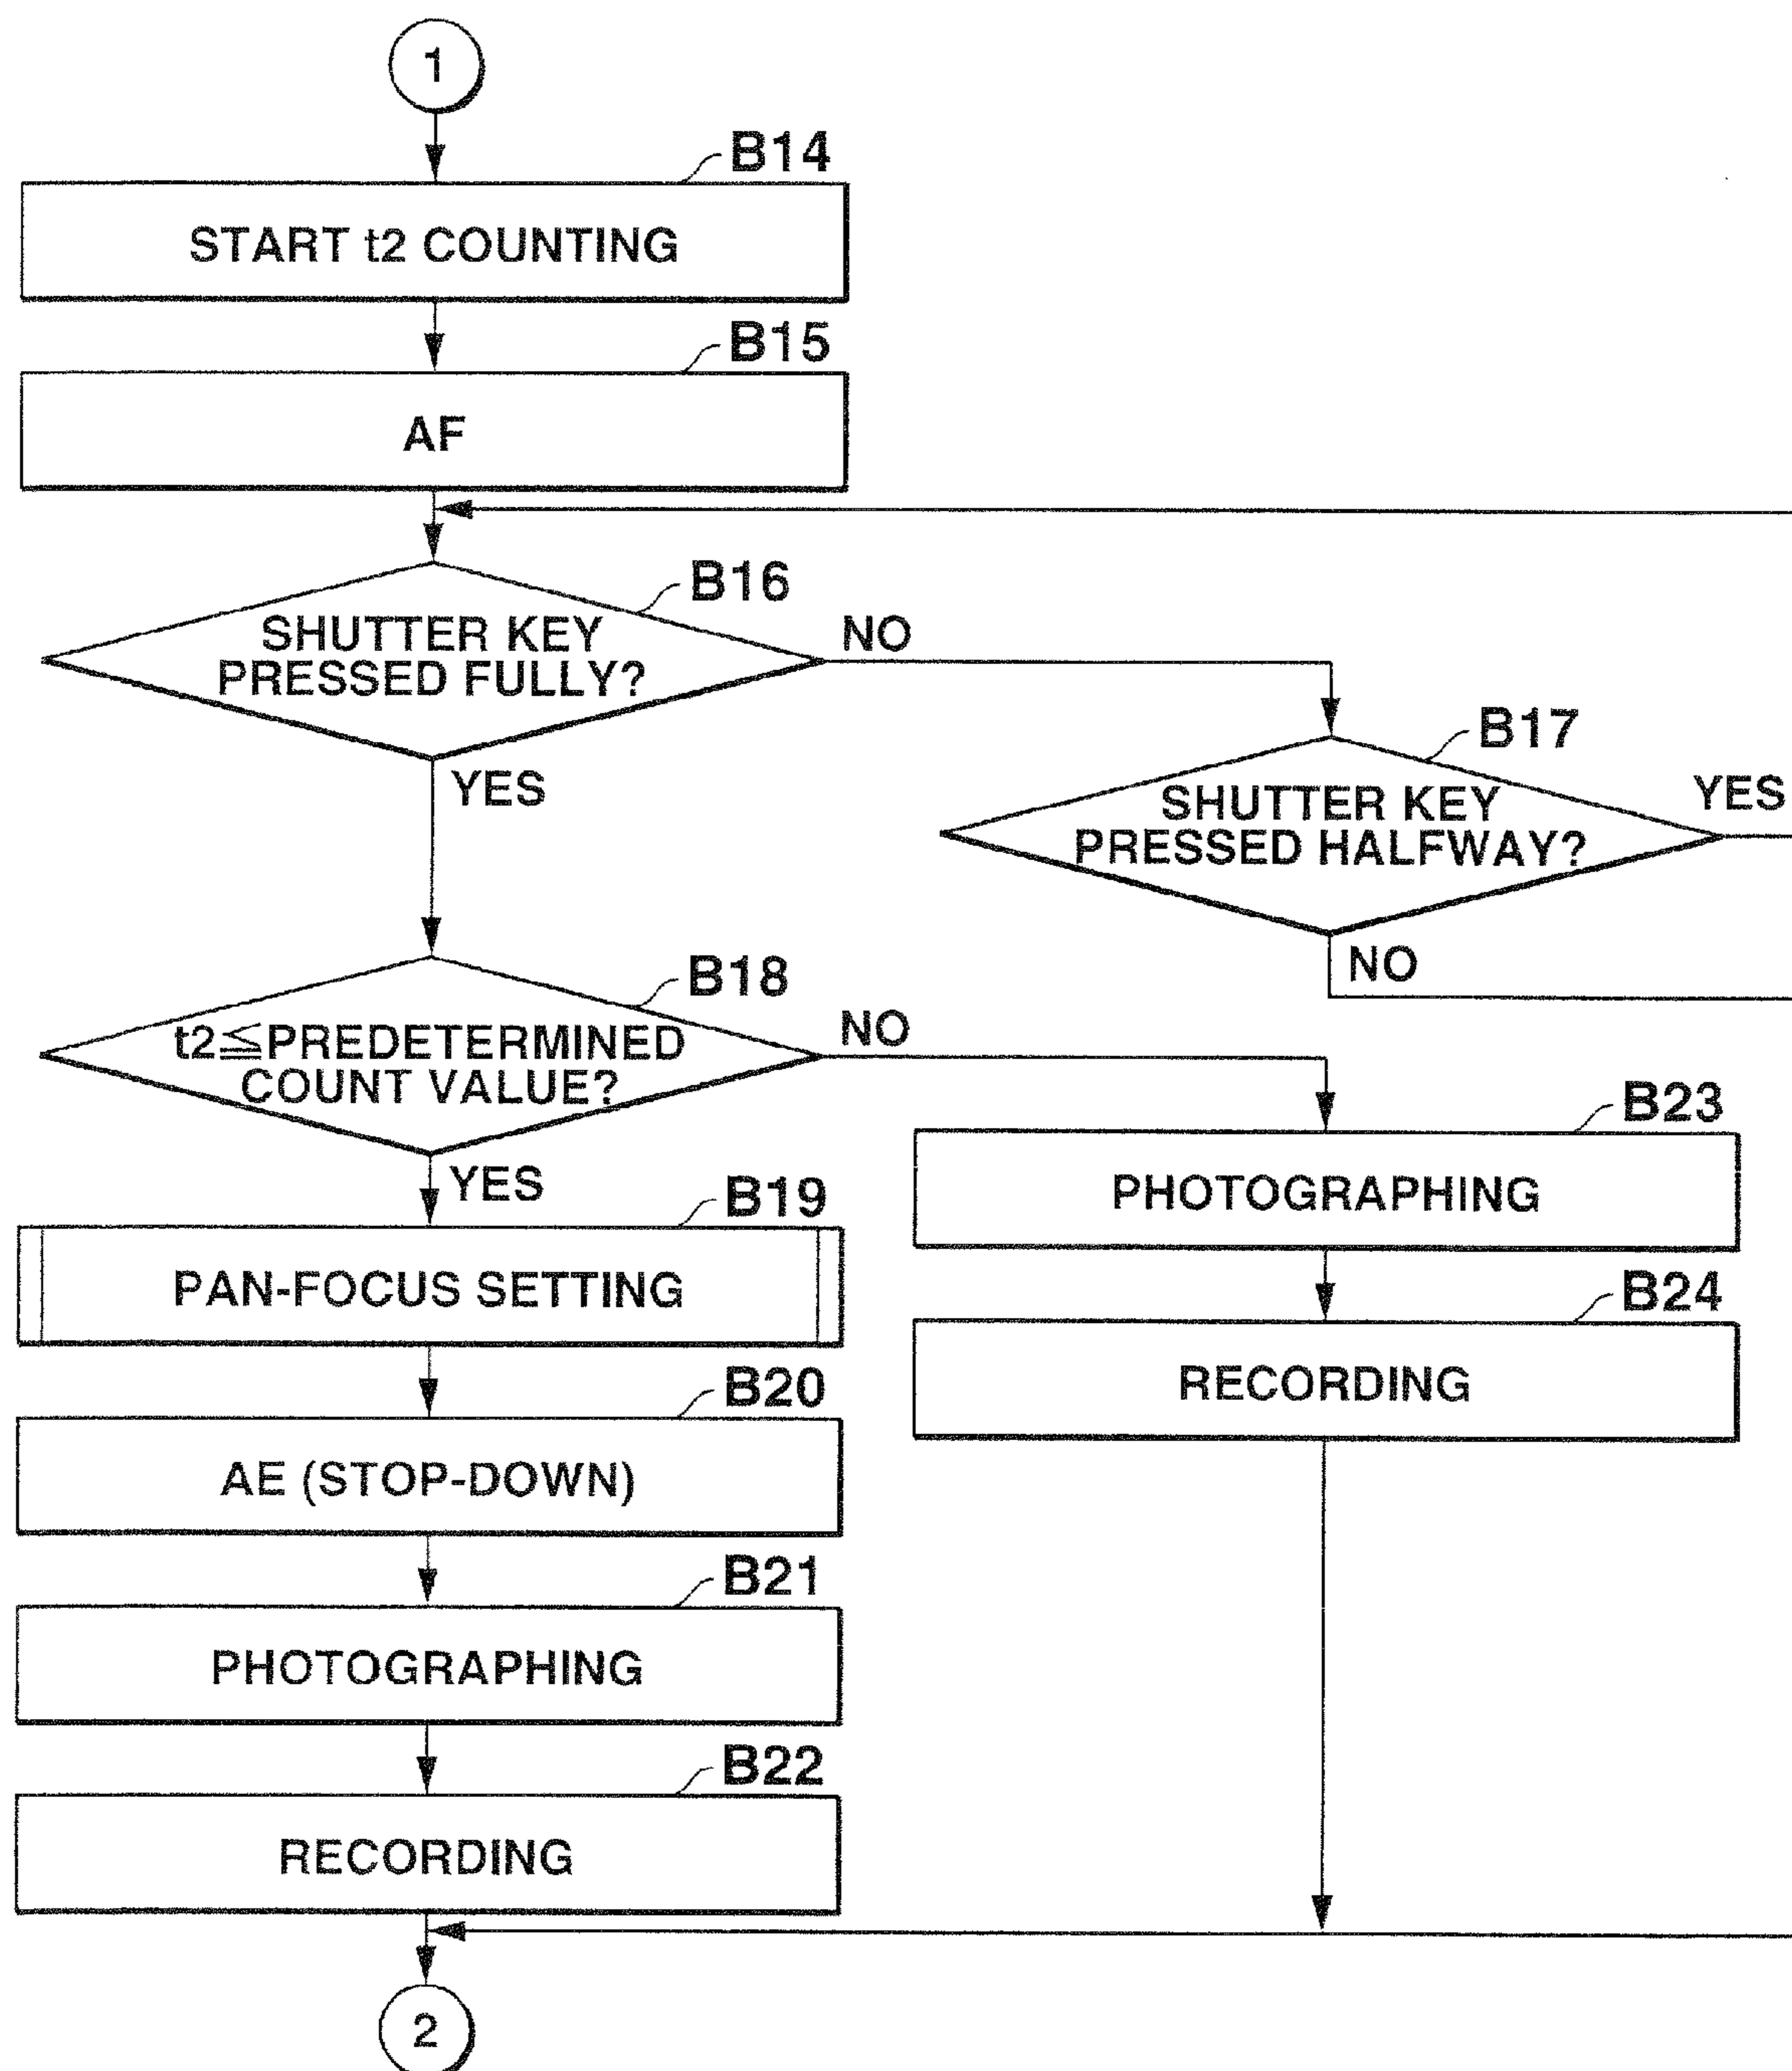 1
B14
START t2 COUNTING
B15
AF
B16
SHUTTER KEY
PRESSED FULLY?
NO
YES
B17
SHUTTER KEY
PRESSED HALFWAY?
YES
NO
B18
t2≦PREDETERMINED
COUNT VALUE?
NO
YES
B19
PAN-FOCUS SETTING
B20
AE (STOP-DOWN)
B21
PHOTOGRAPHING
B22
RECORDING
B23
PHOTOGRAPHING
B24
RECORDING
2